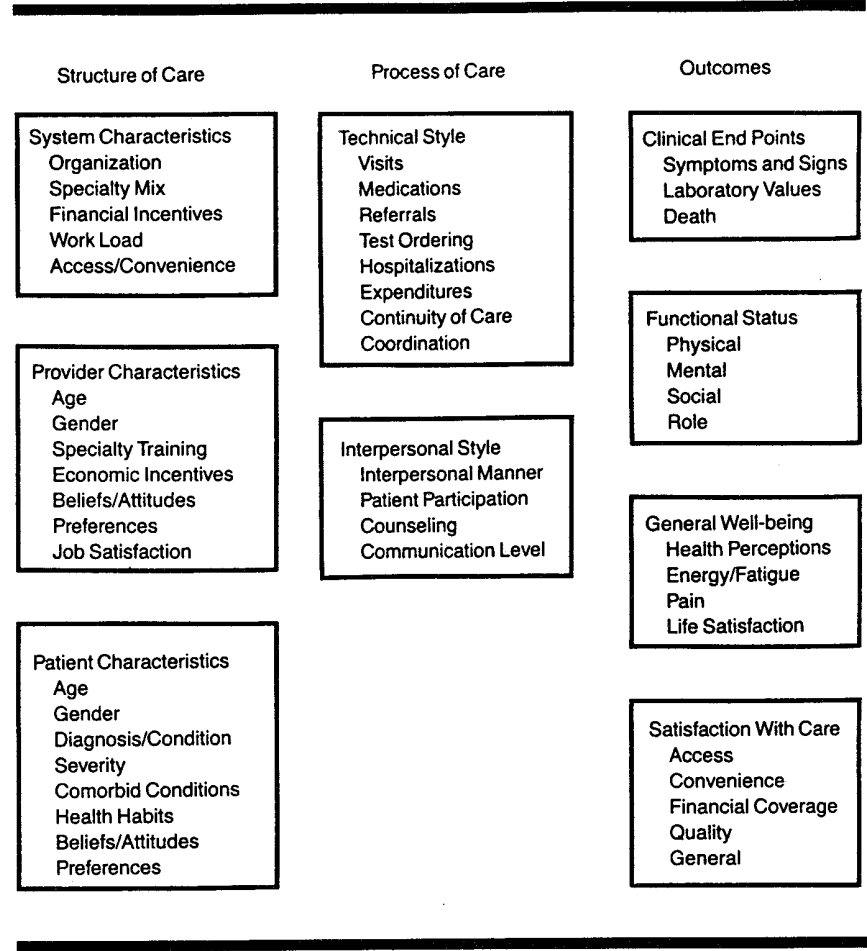 Structure of Care
System Characteristics
Organization
Specialty Mix
Financial Incentives
Work Load
Access/Convenience
Provider Characteristics
Age
Gender
Specialty Training
Economic Incentives
Beliefs/Attitudes
Preferences
Job Satisfaction
Patient Characteristics
Age
Gender
Diagnosis/Condition
Severity
Comorbid Conditions
Health Habits
Beliefs/Attitudes
Preferences
Process of Care
Technical Style
Visits
Medications
Referrals
Test Ordering
Hospitalizations
Expenditures
Continuity of Care
Coordination
Interpersonal Style
Interpersonal Manner
Patient Participation
Counseling
Communication Level
Outcomes
Clinical End Points
Symptoms and Signs
Laboratory Values
Death
Functional Status
Physical
Mental
Social
Role
General Well-being
Health Perceptions
Energy/Fatigue
Pain
Life Satisfaction
Satisfaction With Care
Access
Convenience
Financial Coverage
Quality
General